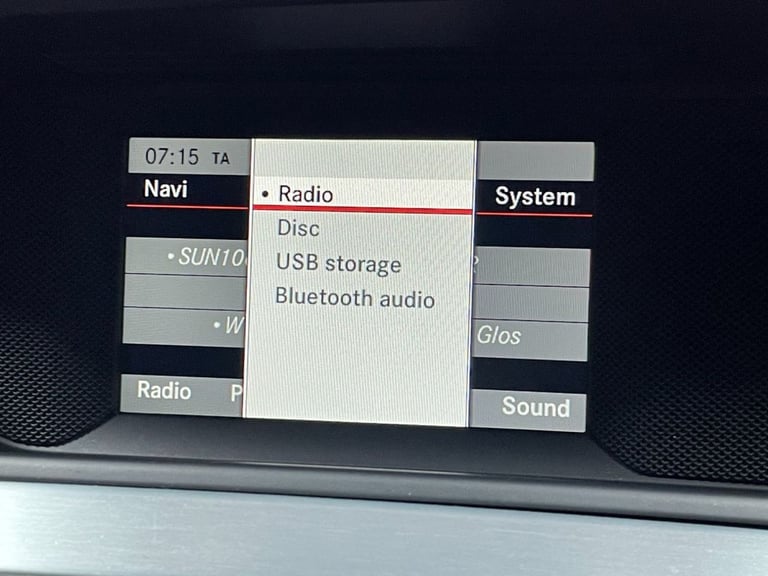 07:15 TA
Navi
• Radio
System
Disc
USB storage
Bluetooth audio
• SUN10
• W
Glos
Radio
P
Sound